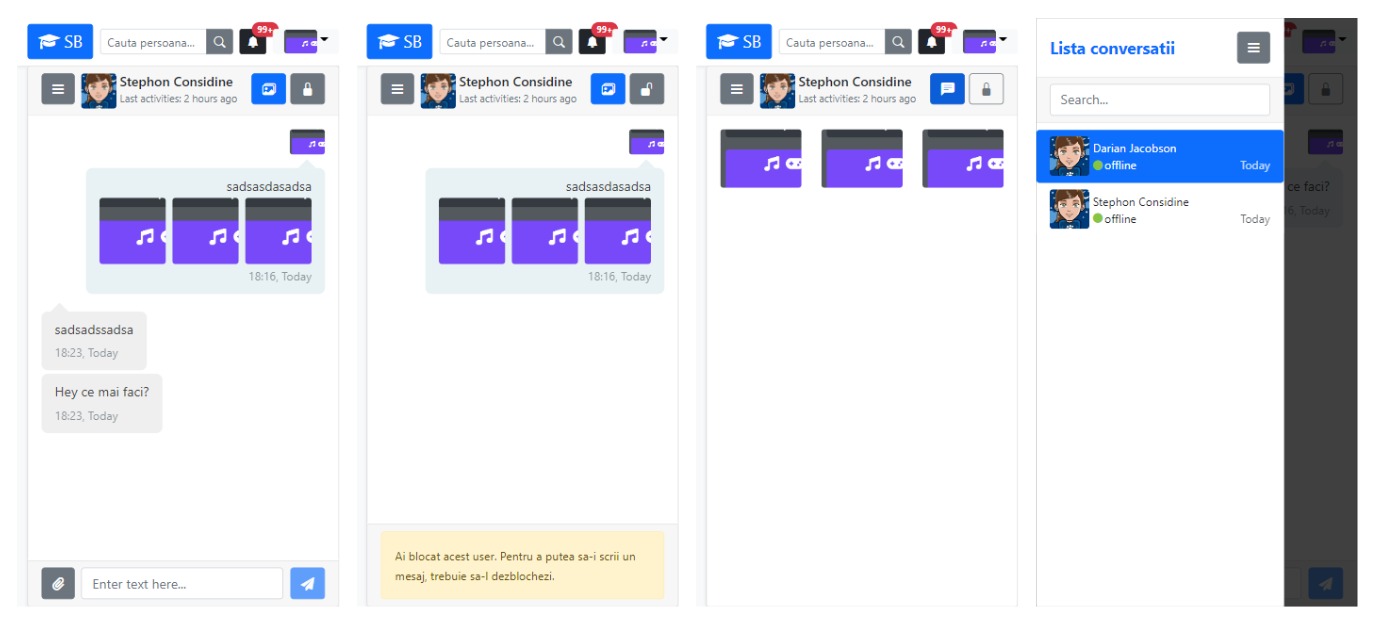 SB
Cauta persoana...
99+
Stephon Considine
Last activities: 2 hours ago
sadsasdasadsa
18:16, Today
sadsadssadsa
18:23, Today
Hey ce mai faci?
18:23, Today
Enter text here...
SB
Cauta persoana...
99+
Stephon Considine
Last activities: 2 hours ago
sadsasdasadsa
18:16, Today
Ai blocat acest user. Pentru a putea sa-i scrii un
mesaj, trebuie sa-l deblochezi.
SB
Cauta persoana...
99+
Stephon Considine
Last activities: 2 hours ago
Lista conversatii
Search...
Darian Jacobson
offline
Today
Stephon Considine
offline
Today
ce faci?
6, Today